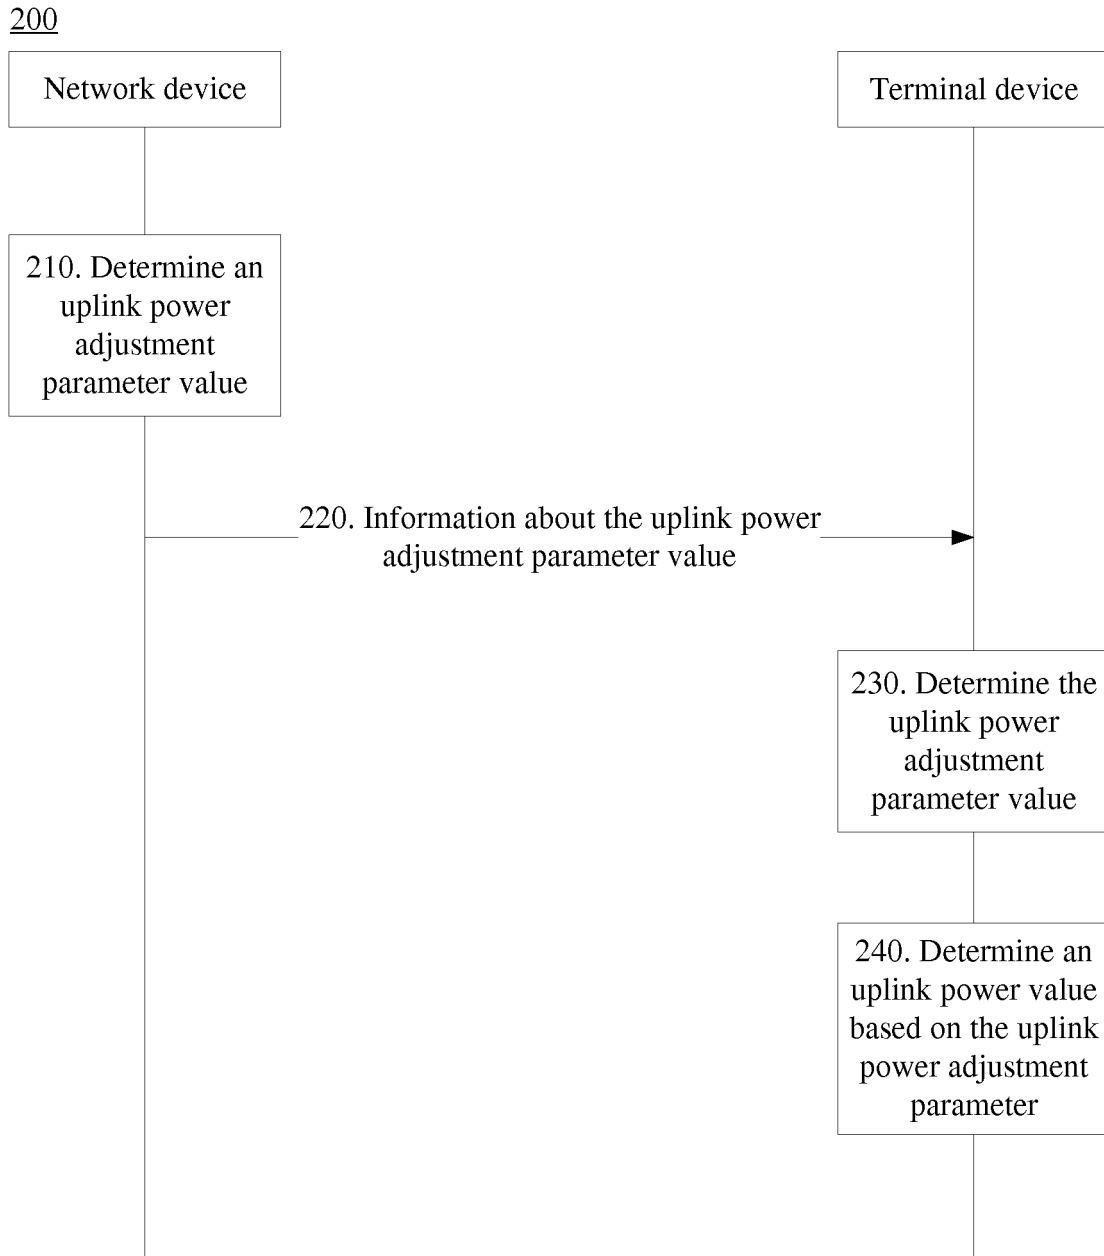 200
Network device
Terminal device
210. Determine an
uplink power
adjustment
parameter value
220. Information about the uplink power
adjustment parameter value
230. Determine the
uplink power
adjustment
parameter value
240. Determine an
uplink power value
based on the uplink
power adjustment
parameter